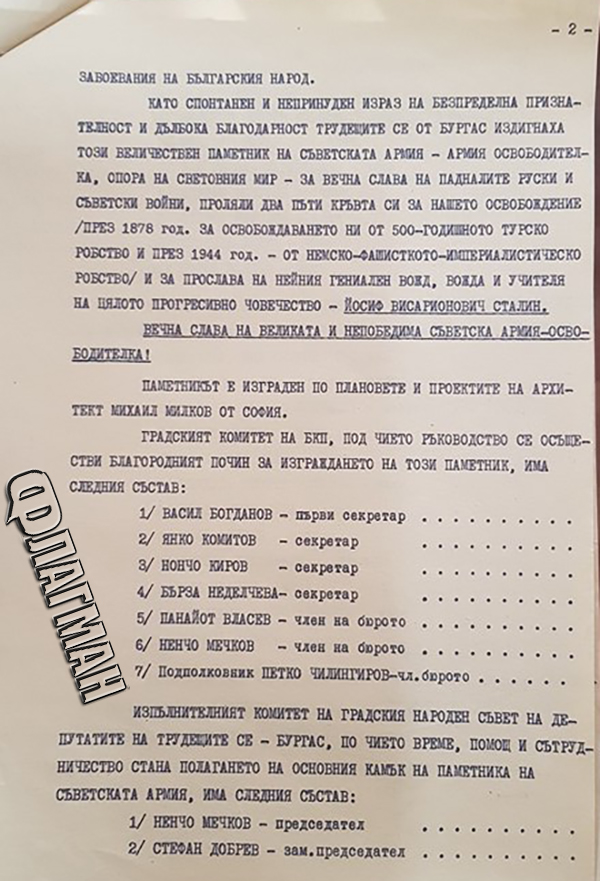 - 2 -
ЗАВОЕВАНИЯ НА БЪЛГАРСКИЯ НАРОД.
КАТО СПОНТАНЕН И НЕПРИНУДЕН ИЗРАЗ НА БЕЗПРЕДЕЛНА ПРИЗНА-
ТЕЛНОСТ И ДЪЛБОКА БЛАГОДАРНОСТ ТРУДЕЩИТЕ СЕ ОТ БУРГАС ИЗДИГНАХА
ТОЗИ ВЕЛИЧЕСТВЕН ПАМЕТНИК НА СЪВЕТСКАТА АРМИЯ - АРМИЯ ОСВОБОДИТЕЛ-
КА, ОПОРА НА СВЕТОВНИЯ МИР - ЗА ВЕЧНА СЛАВА НА ПАДНАЛИТЕ РУСКИ И
СЪВЕТСКИ ВОЙНИ, ПРОЛЯЛИ ДВА ПЪТИ КРЪВТА СИ ЗА НАШЕТО ОСВОБОЖДЕНИЕ
/ПРЕЗ 1878 год. ЗА ОСВОБОЖДАВАНЕТО НИ ОТ 500-ГОДИШНОТО ТУРСКО
РОБСТВО И ПРЕЗ 1944 год. - ОТ НЕМСКО-ФАШИСТКОТО-ИМПЕРИАЛИСТИЧЕСКО
РОБСТВО/ И ЗА ПРОСЛАВА НА НЕЙНИЯ ГЕНИАЛЕН ВОЖД, ВОЖДА И УЧИТЕЛЯ
НА ЦЯЛОТО ПРОГРЕСИВНО ЧОВЕЧЕСТВО - ЙОСИФ ВИСАРИОНОВИЧ СТАЛИН.
ВЕЧНА СЛАВА НА ВЕЛИКАТА И НЕПОБЕДИМА СЪВЕТСКА АРМИЯ-ОСВО-
БОДИТЕЛКА!
ПАМЕТНИКЪТ Е ИЗГРАДЕН ПО ПЛАНОВЕТЕ И ПРОЕКТИТЕ НА АРХИ-
ТЕКТ МИХАИЛ МИЛКОВ ОТ СОФИЯ.
ГРАДСКИЯТ КОМИТЕТ НА БКП, ПОД ЧИЕТО РЪКОВОДСТВО СЕ ОСЪЩЕ-
СТВИ БЛАГОРОДНИЯТ ПОЧИН ЗА ИЗГРАЖДАНЕТО НА ТОЗИ ПАМЕТНИК, ИМА
СЛЕДНИЯ СЪСТАВ:
1/ ВАСИЛ БОГДАНОВ - първи секретар . . . . . . . . . .
2/ ЯНКО КОМИТОВ - секретар . . . . . . . . . .
3/ НОНЧО КИРОВ - секретар . . . . . . . . . .
4/ БЪРЗА НЕДЕЛЧЕВА- секретар . . . . . . . . . .
5/ ПАНАЙОТ ВЛАСЕВ - член на бюрото . . . . . . . . . .
6/ НЕНЧО МЕЧКОВ - член на бюрото . . . . . . . . . .
7/ Подполковник ПЕТКО ЧИЛИНГИРОВ-чл.бюрото . . . . . .
ИЗПЪЛНИТЕЛНИЯТ КОМИТЕТ НА ГРАДСКИЯ НАРОДЕН СЪВЕТ НА ДЕ-
ПУТАТИТЕ НА ТРУДЕЩИТЕ СЕ - БУРГАС, ПО ЧИЕТО ВРЕМЕ, ПОМОЩ И СЪТРУД-
НИЧЕСТВО СТАНА ПОЛАГАНЕТО НА ОСНОВНИЯ КАМЪК НА ПАМЕТНИКА НА
СЪВЕТСКАТА АРМИЯ, ИМА СЛЕДНИЯ СЪСТАВ:
1/ НЕНЧО МЕЧКОВ - председател . . . . . . . . . .
2/ СТЕФАН ДОБРЕВ - зам.председател . . . . . . . . . .
ФЛАГМАН